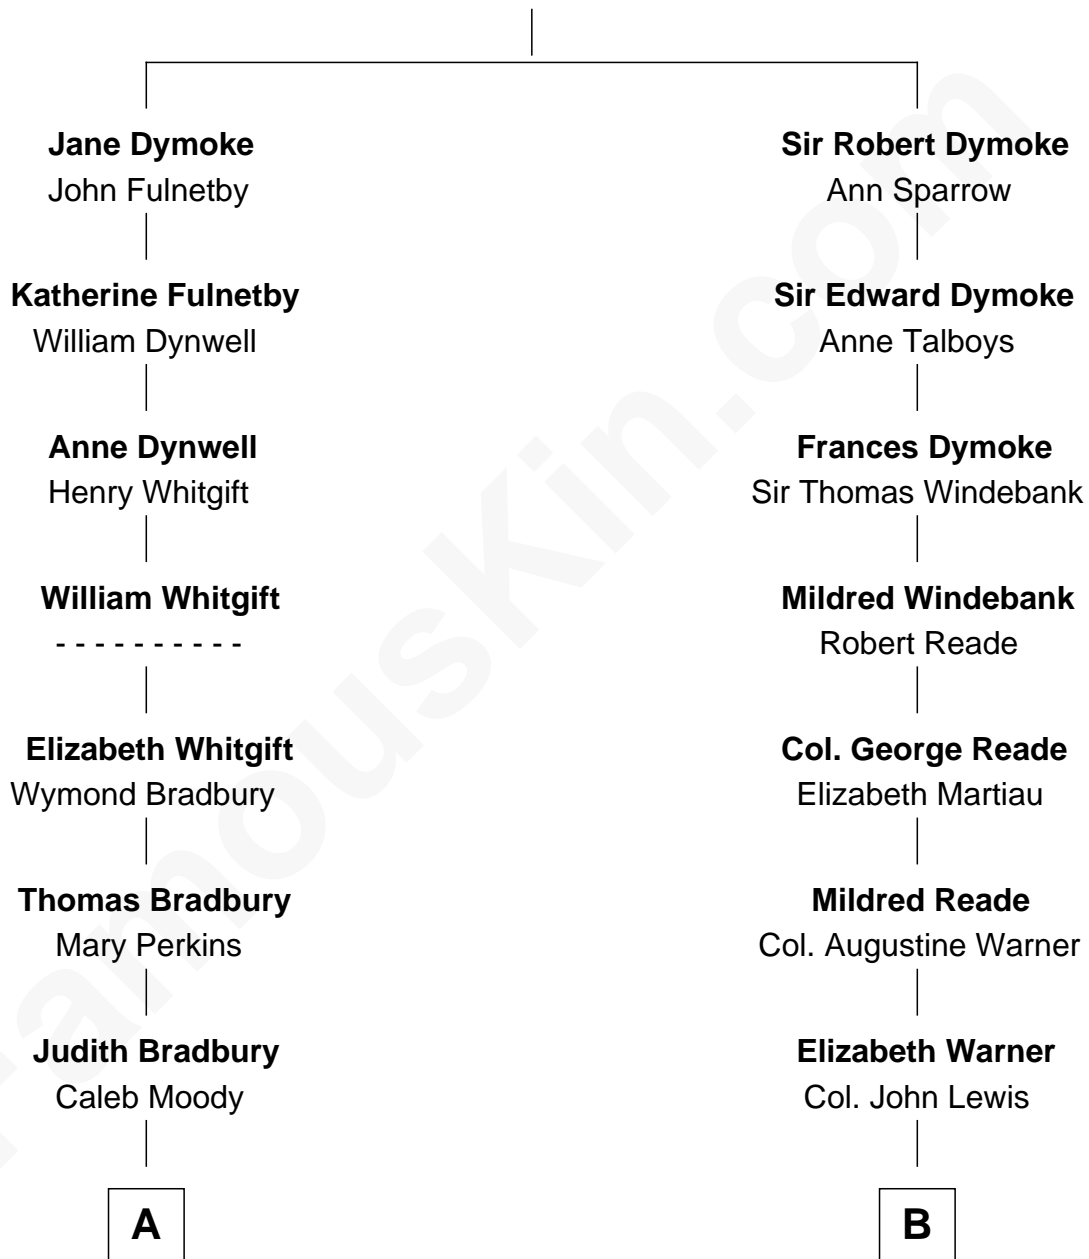 Jane Dymoke
John Fulnetby
Katherine Fulnetby
William Dynwell
Anne Dynwell
Henry Whitgift
William Whitgift
- - - - - - - - - -
Elizabeth Whitgift
Wymond Bradbury
Thomas Bradbury
Mary Perkins
Judith Bradbury
Caleb Moody
A
Sir Robert Dymoke
Ann Sparrow
Sir Edward Dymoke
Anne Talboys
Frances Dymoke
Sir Thomas Windebank
Mildred Windebank
Robert Reade
Col. George Reade
Elizabeth Martiau
Mildred Reade
Col. Augustine Warner
Elizabeth Warner
Col. John Lewis
B
FamousKin.com